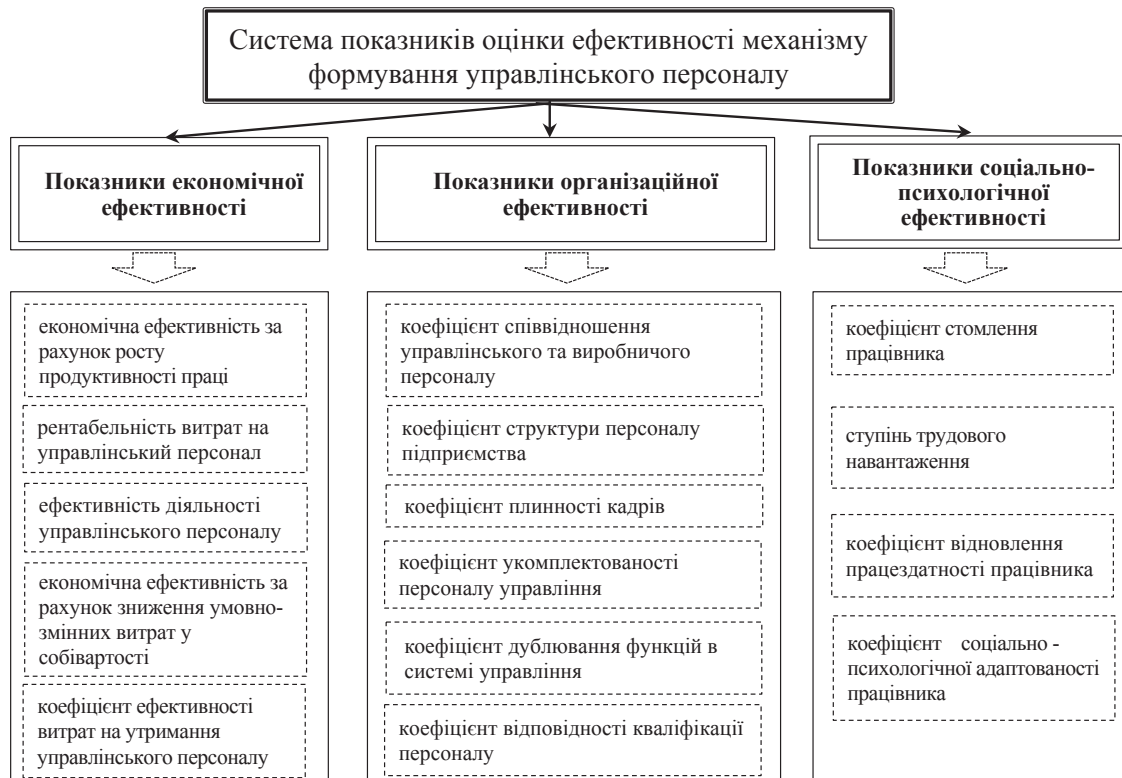 Система показників оцінки ефективності механізму
формування управлінського персоналу
Показники економічної
ефективності
економічна ефективність за
рахунок росту
продуктивності праці
рентабельність витрат на
управлінський персонал
ефективність діяльності
управлінського персоналу
економічна ефективність за
рахунок зниження умовно-
змінних витрат у
собівартості
коефіцієнт ефективності
витрат на утримання
управлінського персоналу
Показники організаційної
ефективності
коефіцієнт співвідношення
управлінського та виробничого
персоналу
коефіцієнт структури персоналу
підприємства
коефіцієнт плинності кадрів
коефіцієнт укомплектованості
персоналу управління
коефіцієнт дублювання функцій в
системі управління
коефіцієнт відповідності кваліфікації
персоналу
Показники соціально-
психологічної
ефективності
коефіцієнт стомлення
працівника
ступінь трудового
навантаження
коефіцієнт відновлення
працездатності працівника
коефіцієнт соціально -
психологічної адаптованості
працівника